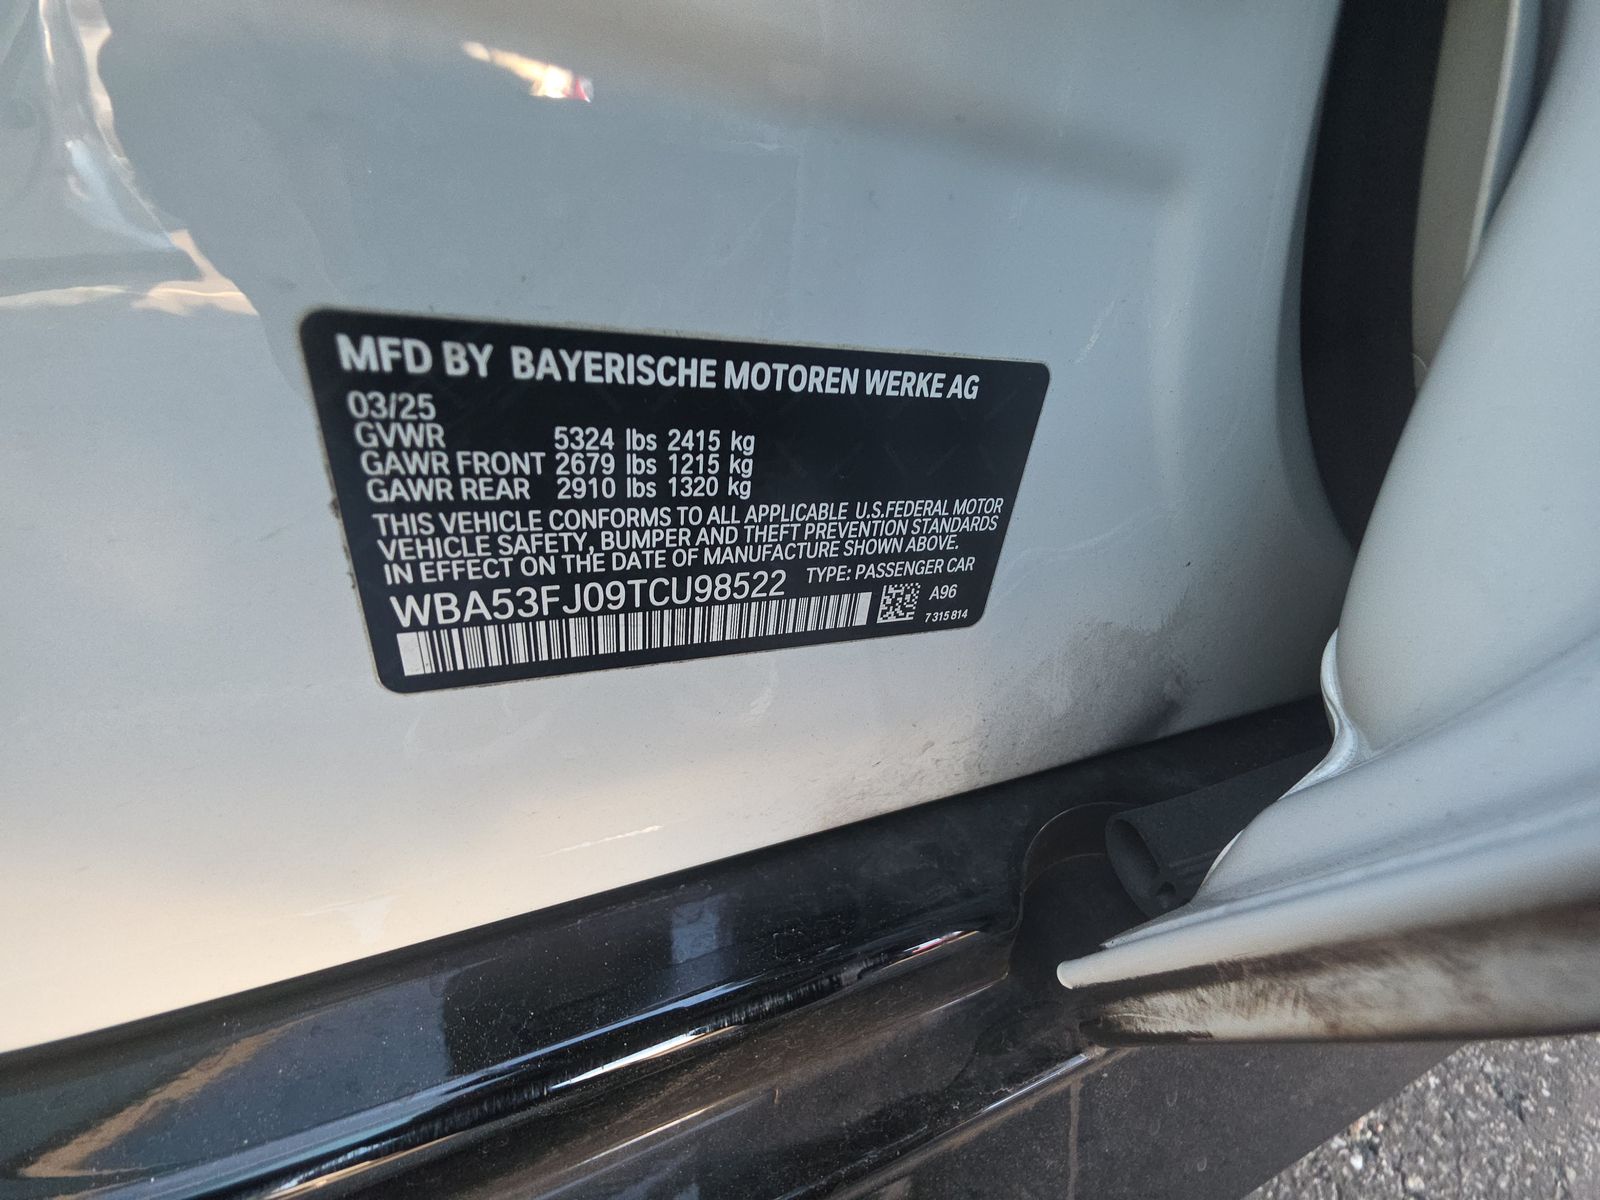 MFD BY BAYERISCHE MOTOREN WERKE AG
03/25
GVWR 5324 lbs 2415 kg
GAWR FRONT 2679 lbs 1215 kg
GAWR REAR 2910 lbs 1320 kg
THIS VEHICLE CONFORMS TO ALL APPLICABLE U.S.FEDERAL MOTOR
VEHICLE SAFETY, BUMPER AND THEFT PREVENTION STANDARDS
IN EFFECT ON THE DATE OF MANUFACTURE SHOWN ABOVE.
WBA53FJ09TCU98522 TYPE: PASSENGER CAR
A96
7 315 814